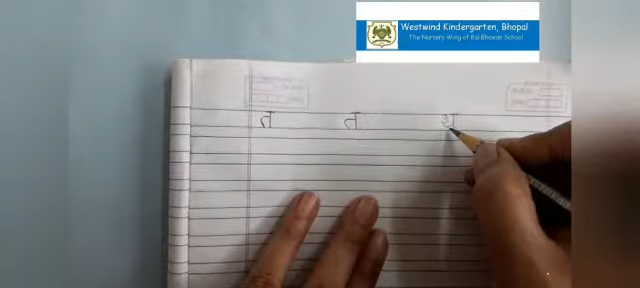 Westwind Kindergarten, Bhopal
The Nursery Wing of Bal Bhawan School
त त थ